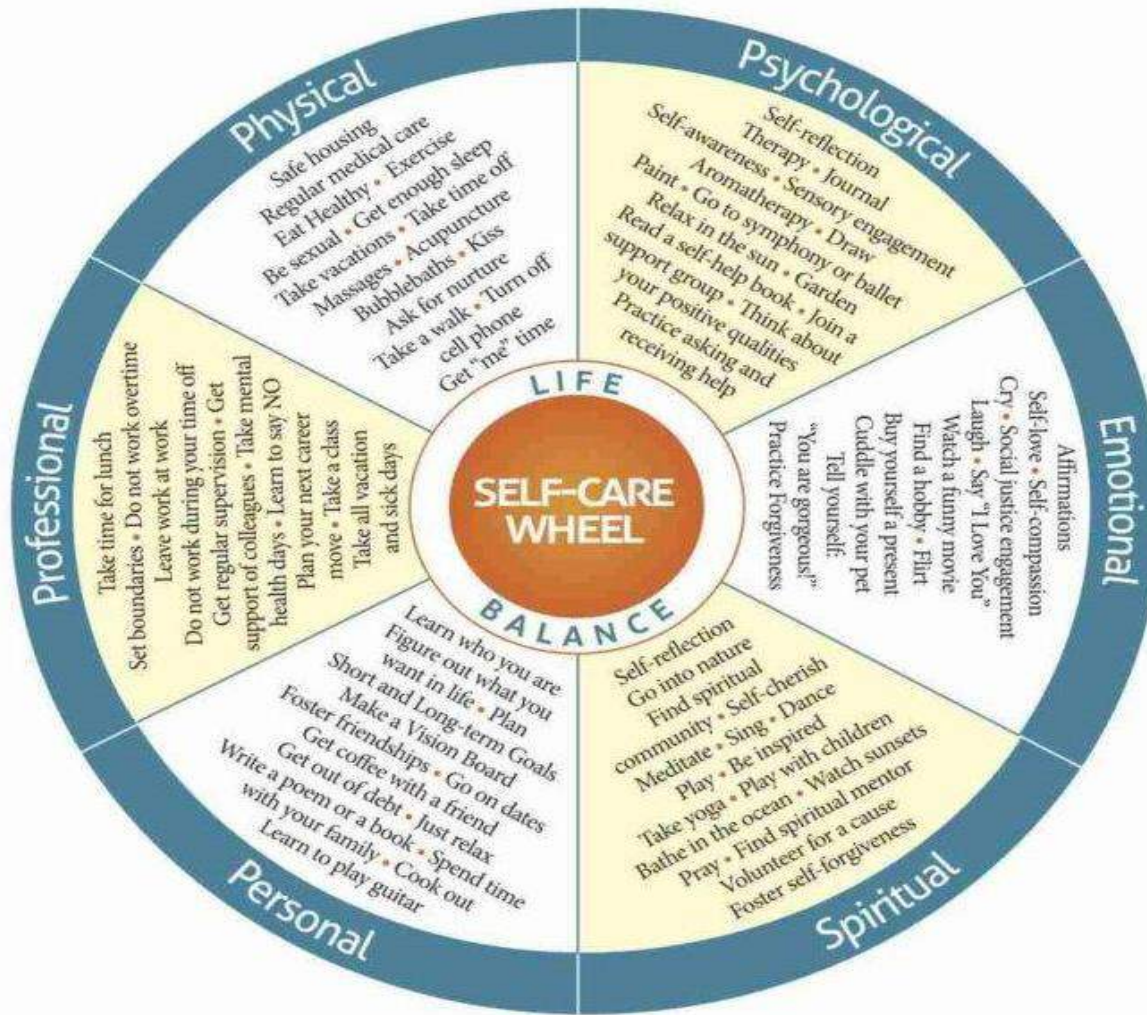 Physical
Safe housing
Regular medical care
Eat Healthy • Exercise
Be sexual • Get enough sleep
Take vacations • Take time off
Massages • Acupuncture
Bubblebaths • Kiss
Ask for nurture
Take a walk • Turn off
cell phone
Get "me" time
Psychological
Self-reflection
Therapy • Journal
Self-awareness • Sensory engagement
Aromatherapy • Draw
Paint • Go to symphony or ballet
Relax in the sun • Garden
Read a self-help book • Join a
support group • Think about
your positive qualities
Practice asking and
receiving help
Emotional
Affirmations
Self-love • Self-compassion
Cry • Social justice engagement
Laugh • Say "I Love You"
Watch a funny movie
Find a hobby • Flirt
Buy yourself a present
Cuddle with your pet
Tell yourself:
"You are gorgeous!"
Practice Forgiveness
Spiritual
Self-reflection
Go into nature
Find spiritual
community • Self-cherish
Meditate • Sing • Dance
Play • Be inspired
Take yoga • Play with children
Bathe in the ocean • Watch sunsets
Pray • Find spiritual mentor
Volunteer for a cause
Foster self-forgiveness
Personal
Learn who you are
Figure out what you
want in life • Plan
Short and Long-term Goals
Make a Vision Board
Foster friendships • Go on dates
Get coffee with a friend
Get out of debt • Just relax
Write a poem or a book • Spend time
with your family • Cook out
Learn to play guitar
Professional
Take time for lunch
Set boundaries • Do not work overtime
Leave work at work
Do not work during your time off
Get regular supervision • Get
support of colleagues • Take mental
health days • Learn to say NO
Plan your next career
move • Take a class
Take all vacation
and sick days
LIFE
SELF-CARE
WHEEL
BALANCE